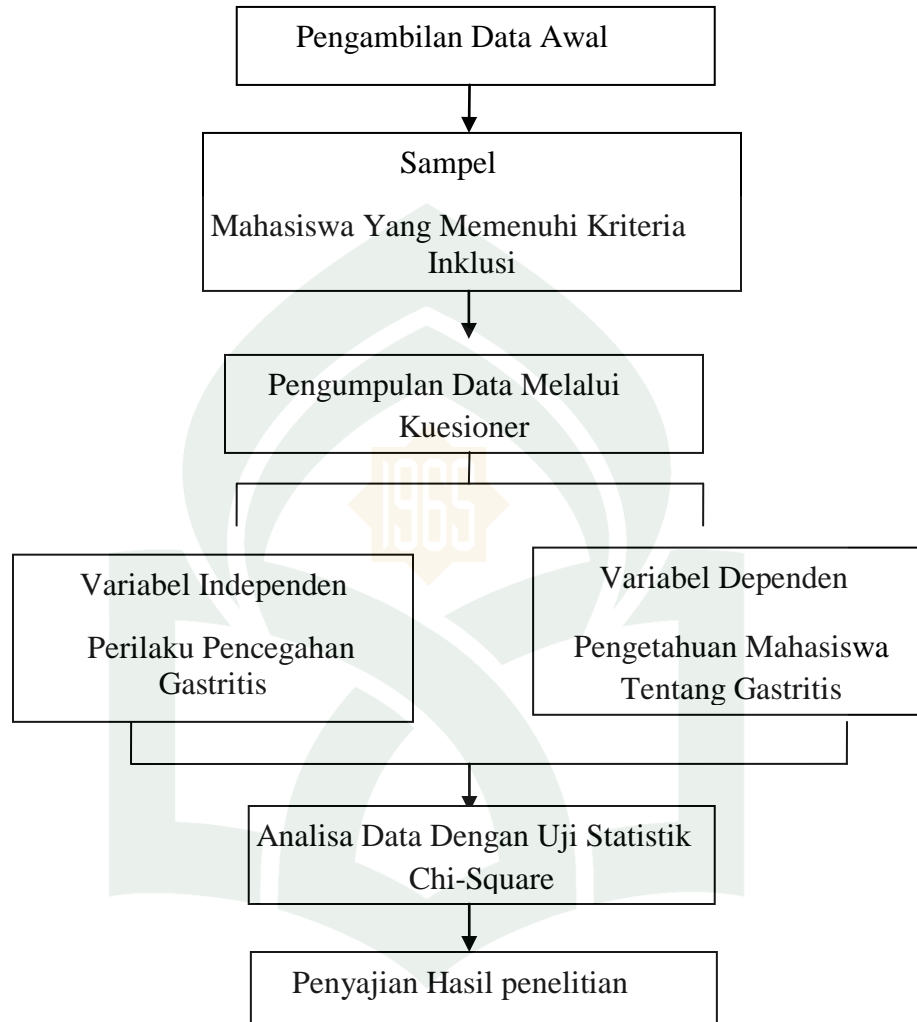 Pengambilan Data Awal
Sampel
Mahasiswa Yang Memenuhi Kriteria
Inklusi
Pengumpulan Data Melalui
Kuesioner
1965
Variabel Independen
Perilaku Pencegahan
Gastritis
Variabel Dependen
Pengetahuan Mahasiswa
Tentang Gastritis
Analisa Data Dengan Uji Statistik
Chi-Square
Penyajian Hasil penelitian